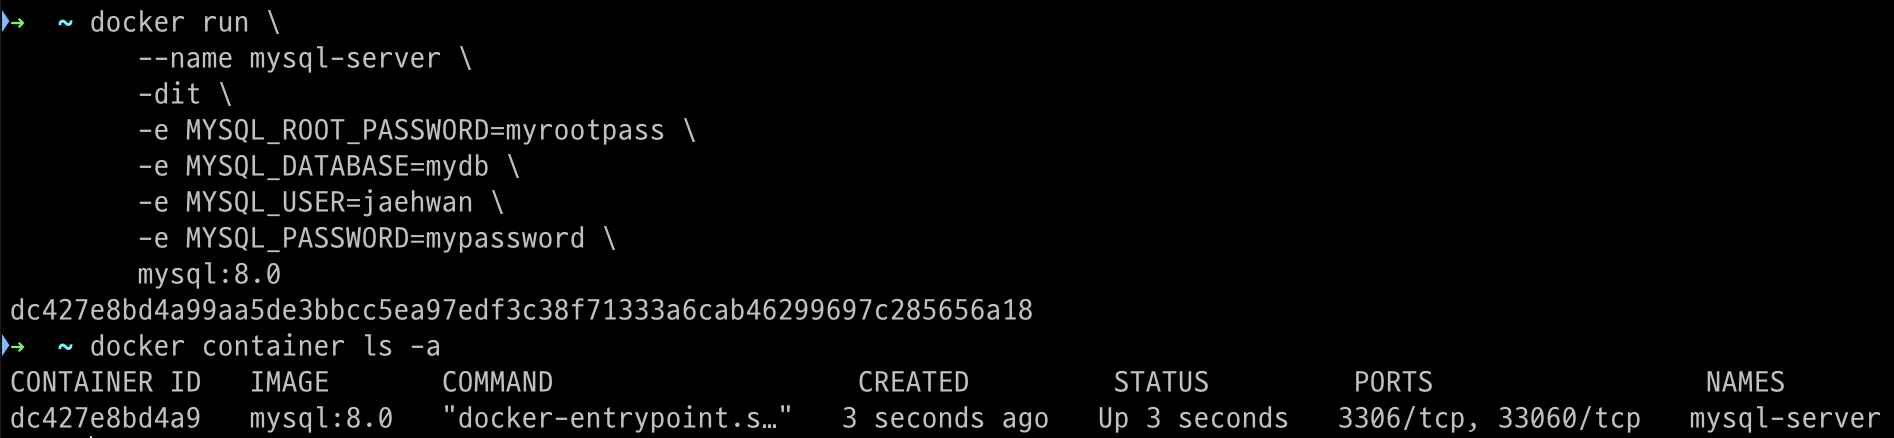 → ~ docker run \
--name mysql-server \
-dit \
-e MYSQL_ROOT_PASSWORD=myrootpass \
-e MYSQL_DATABASE=mydb \
-e MYSQL_USER=jaehwan \
-e MYSQL_PASSWORD=mypassword \
mysql:8.0
dc427e8bd4a99aa5de3bbcc5ea97edf3c38f71333a6cab46299697c285656a18
→ ~ docker container ls -a
CONTAINER ID IMAGE COMMAND CREATED STATUS PORTS NAMES
dc427e8bd4a9 mysql:8.0 "docker-entrypoint.s…" 3 seconds ago Up 3 seconds 3306/tcp, 33060/tcp mysql-server